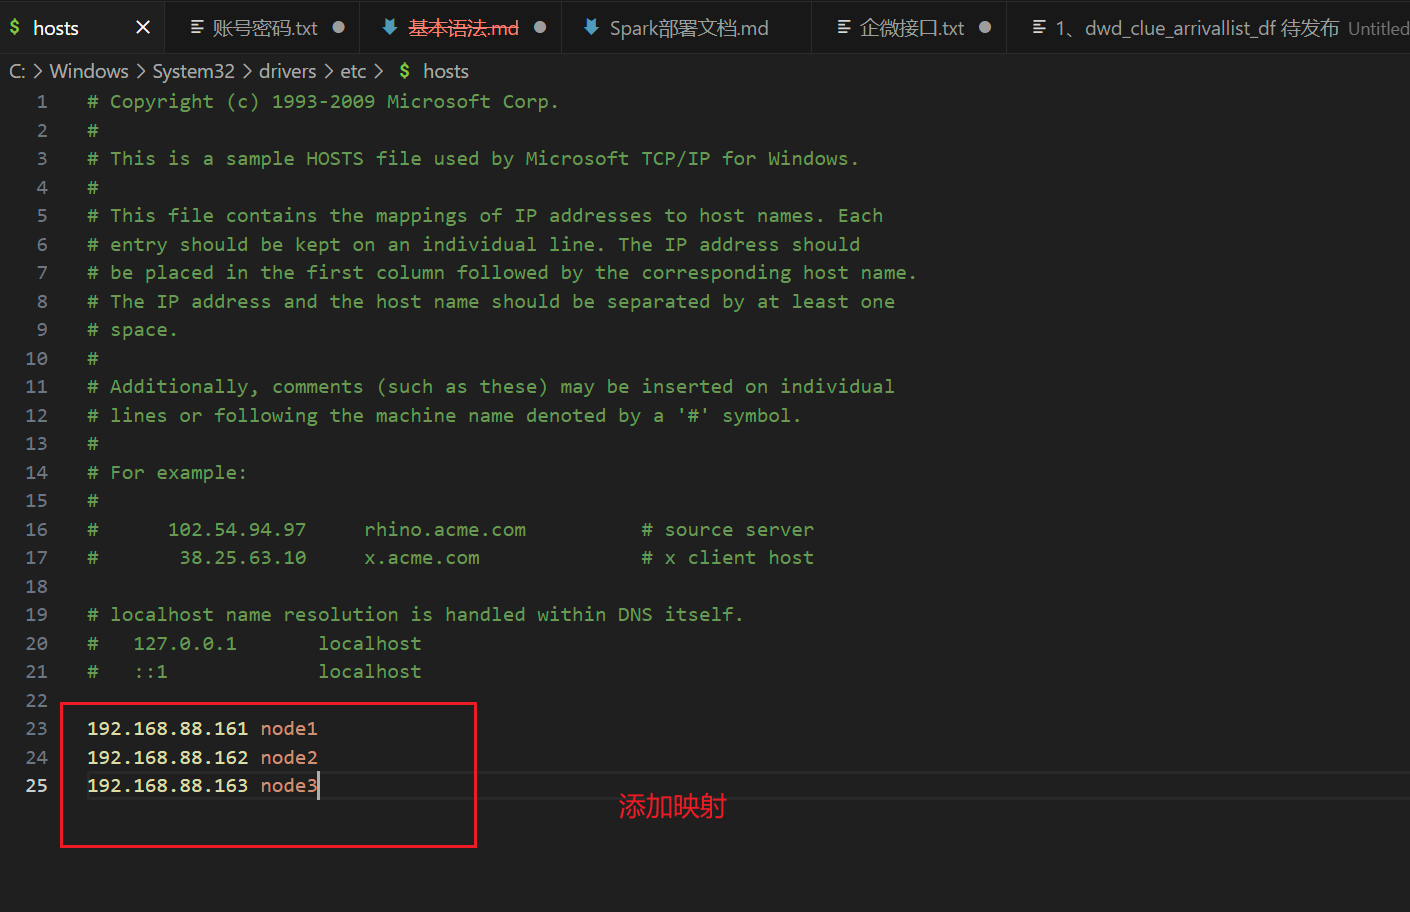 $ hosts × 账号密码.txt ● 基本语法.md ● Spark部署文档.md 企微接口.txt ● 1、dwd_clue_arrivallist_df 待发布 Untitled
C: > Windows > System32 > drivers > etc > $ hosts
1 # Copyright (c) 1993-2009 Microsoft Corp.
2 #
3 # This is a sample HOSTS file used by Microsoft TCP/IP for Windows.
4 #
5 # This file contains the mappings of IP addresses to host names. Each
6 # entry should be kept on an individual line. The IP address should
7 # be placed in the first column followed by the corresponding host name.
8 # The IP address and the host name should be separated by at least one
9 # space.
10 #
11 # Additionally, comments (such as these) may be inserted on individual
12 # lines or following the machine name denoted by a '#' symbol.
13 #
14 # For example:
15 #
16 #      102.54.94.97     rhino.acme.com          # source server
17 #       38.25.63.10     x.acme.com              # x client host
18
19 # localhost name resolution is handled within DNS itself.
20 #   127.0.0.1       localhost
21 #   ::1             localhost
22
23 192.168.88.161 node1
24 192.168.88.162 node2
25 192.168.88.163 node3
添加映射